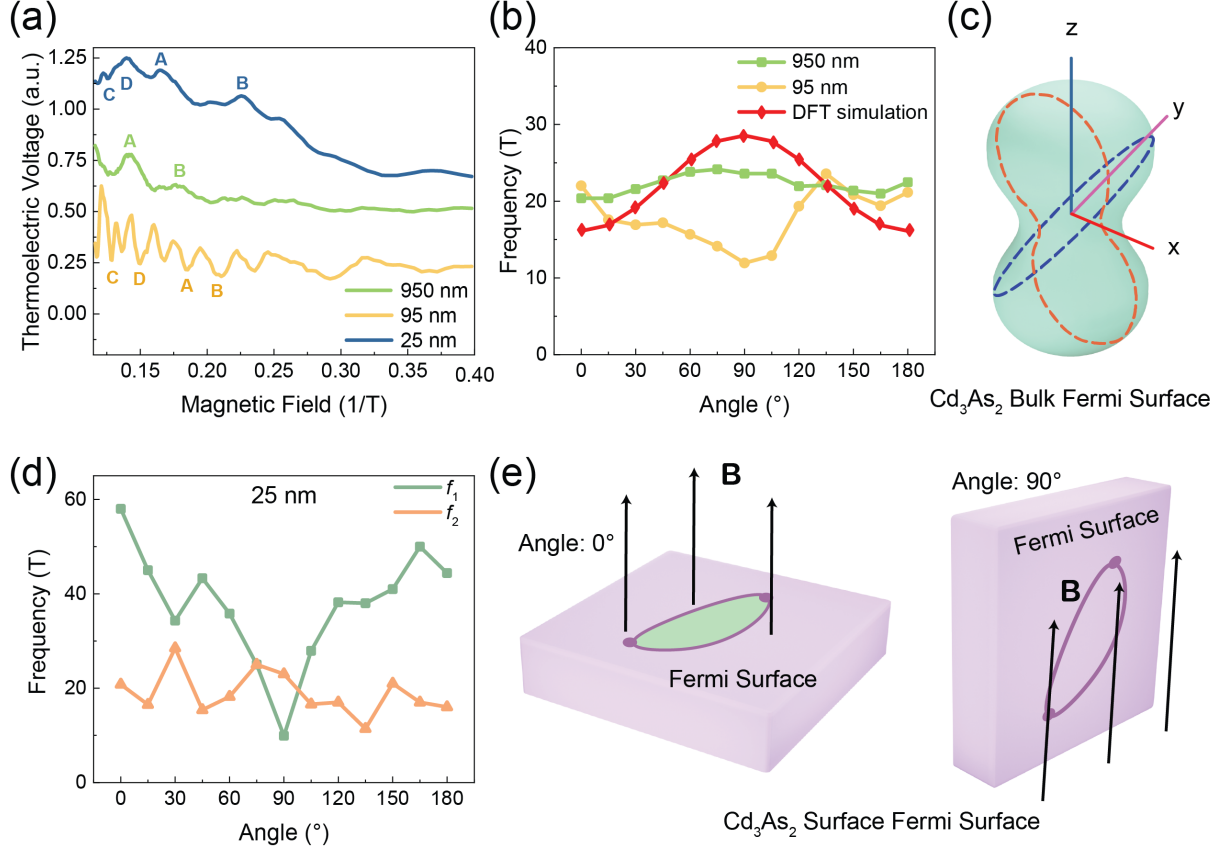 (a)
Thermoelectric Voltage (a.u.)
1.25
1.00
0.75
0.50
0.25
0.00
A
B
C
D
A
B
C
D
A
B
950 nm
95 nm
25 nm
0.15
0.20
0.25
0.30
0.35
0.40
Magnetic Field (1/T)
(b)
Frequency (T)
40
30
20
10
0
950 nm
95 nm
DFT simulation
0
30
60
90
120
150
180
Angle (°)
(c)
z
y
x
Cd₃As₂ Bulk Fermi Surface
(d)
25 nm
f₁
f₂
Frequency (T)
60
40
20
0
0
30
60
90
120
150
180
Angle (°)
(e)
B
Angle: 0°
Fermi Surface
Angle: 90°
Fermi Surface
B
Cd₃As₂ Surface Fermi Surface